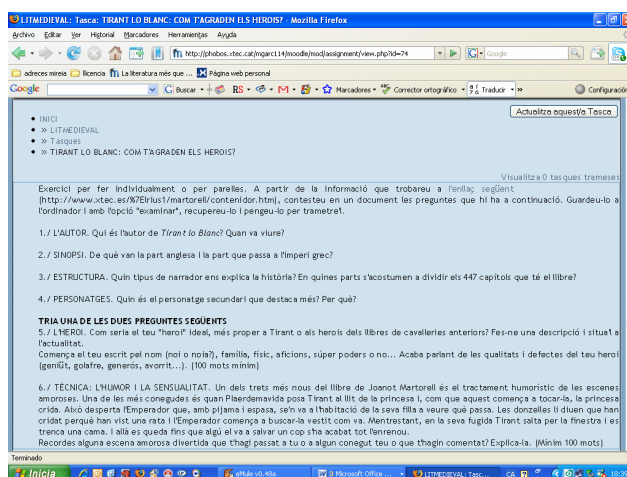 LITMEDIEVAL: Tasca: TIRANT LO BLANC: COM T'AGRADEN ELS HEROIS? - Mozilla Firefox
Archivo Editar Ver Historial Marcadores Herramientas Ayuda
http://phobos.xtec.cat/mgarc114/moodle/mod/assignment/view.php?id=74 Google
adreces mireia llicencia La literatura més que ... Página web personal
Google Buscar RS Marcadores Corrector ortográfico Traducir Configuració
Actualitza aquest/a Tasca
INICI
» LITMEDIEVAL
» Tasques
» TIRANT LO BLANC: COM T'AGRADEN ELS HEROIS?
Visualitza 0 tasques trameses
Exercici per fer individualment o per parelles. A partir de la informació que trobareu a l'enllaç següent
(http://www.xtec.es/%7Elrius1/martorell/contenidor.htm), contesteu en un document les preguntes que hi ha a continuació. Guardeu-lo a
l'ordinador i amb l'opció "examinar", recupereu-lo i pengeu-lo per trametre'l.
1./ L'AUTOR. Qui és l'autor de Tirant lo Blanc? Quan va viure?
2./ SINOPSI. De què van la part anglesa i la part que passa a l'imperi grec?
3./ ESTRUCTURA. Quin tipus de narrador ens explica la història? En quines parts s'acostumen a dividir els 447 capítols que té el llibre?
4./ PERSONATGES. Quin és el personatge secundari que destaca més? Per què?
TRIA UNA DE LES DUES PREGUNTES SEGÜENTS
5./ L'HEROI. Com seria el teu "heroi" ideal, més proper a Tirant o als herois dels llibres de cavalleries anteriors? Fes-ne una descripció i situa'l a
l'actualitat.
Comença el teu escrit pel nom (noi o noia?), família, físic, aficions, súper poders o no... Acaba parlant de les qualitats i defectes del teu heroi
(geniüt, golafre, generós, avorrit...). (100 mots mínim)
6./ TÈCNICA: L'HUMOR I LA SENSUALITAT. Un dels trets més nous del llibre de Joanot Martorell és el tractament humorístic de les escenes
amoroses. Una de les més conegudes és quan Plaerdemavida posa Tirant al llit de la princesa i, com que aquest comença a tocar-la, la princesa
crida. Això desperta l'Emperador que, amb pijama i espasa, se'n va a l'habitació de la seva filla a veure què passa. Les donzelles li diuen que han
cridat perquè han vist una rata i l'Emperador comença a buscar-la vestit com va. Mentrestant, en la seva fugida Tirant salta per la finestra i es
trenca una cama. I allà es queda fins que algú el va a salvar un cop s'ha acabat tot l'enrenou.
Recordes alguna escena amorosa divertida que t'hagi passat a tu o a algun conegut teu o que t'hagin comentat? Explica-la. (Mínim 100 mots)
Terminado
Inicio eMule v0.48a 3 Microsoft Office ... LITMEDIEVAL: Tasc... CA 18:39